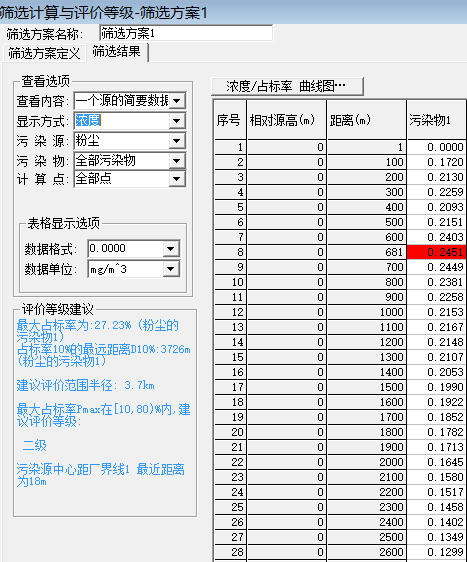 筛选计算与评价等级-筛选方案1
筛选方案名称: 筛选方案1
筛选方案定义 筛选结果
查看选项
查看内容: 一个源的简要数据
显示方式: 浓度
污 染 源: 粉尘
污 染 物: 全部污染物
计 算 点: 全部点
表格显示选项
数据格式: 0.0000
数据单位: mg/m^3
评价等级建议
最大占标率为:27.23% (粉尘的
污染物1)
占标率10%的最远距离D10%:3726m
(粉尘的污染物1)
建议评价范围半径: 3.7km
最大占标率Pmax在[10,80)%内,建
议评价等级:
二级
污染源中心距厂界线1 最近距离
为18m
浓度/占标率 曲线图…
序号 相对源高(m) 距离(m) 污染物1
1 0 1 0.0000
2 0 100 0.1720
3 0 200 0.2130
4 0 300 0.2259
5 0 400 0.2093
6 0 500 0.2151
7 0 600 0.2403
8 0 681 0.2451
9 0 700 0.2449
10 0 800 0.2381
11 0 900 0.2258
12 0 1000 0.2153
13 0 1100 0.2167
14 0 1200 0.2148
15 0 1300 0.2107
16 0 1400 0.2053
17 0 1500 0.1990
18 0 1600 0.1922
19 0 1700 0.1852
20 0 1800 0.1782
21 0 1900 0.1713
22 0 2000 0.1645
23 0 2100 0.1580
24 0 2200 0.1517
25 0 2300 0.1458
26 0 2400 0.1402
27 0 2500 0.1349
28 0 2600 0.1299